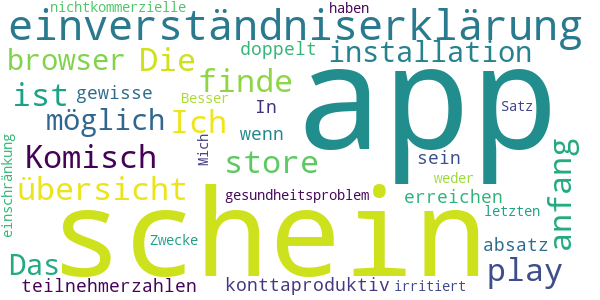 nichtkommerzielle
haben
einverständniserklärung
browser
Die
doppelt
installation
finde
app
ist
gewisse
Besser
In
Satz
möglich
Ich
wenn
Komisch
Mich
store
sein
anfang
einschränkung
übersicht
schein
gesundheitsproblem
weder
erreichen
letzten
Zwecke
absatz
Das
play
teilnehmerzahlen
konttaproduktiv
irritiert